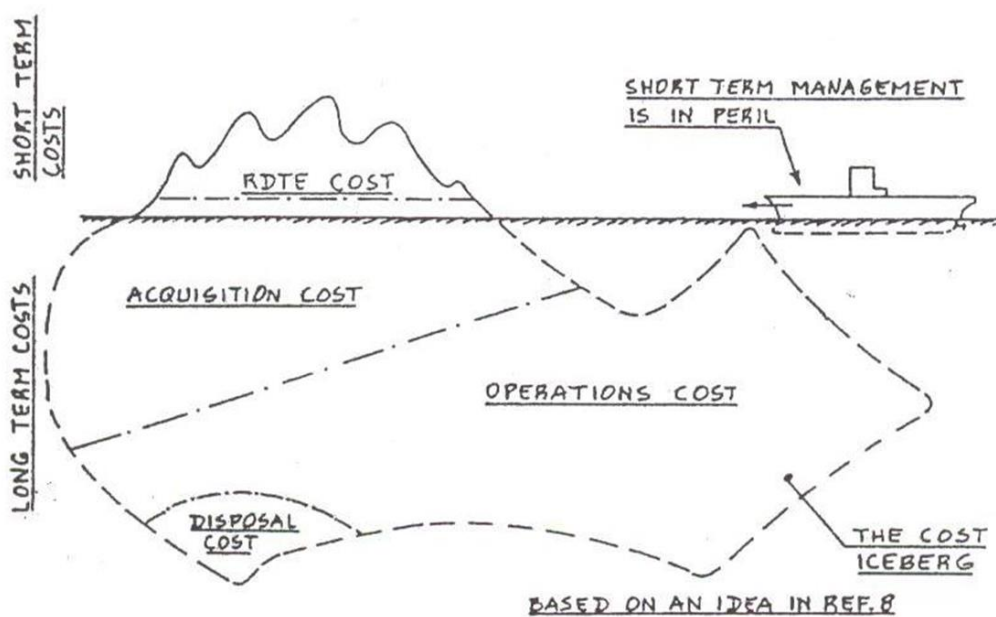 SHORT TERM
COSTS
SHORT TERM MANAGEMENT
IS IN PERIL
RDTE COST
LONG TERM COSTS
ACQUISITION COST
OPERATIONS COST
DISPOSAL
COST
THE COST
ICEBERG
BASED ON AN IDEA IN REF. 8